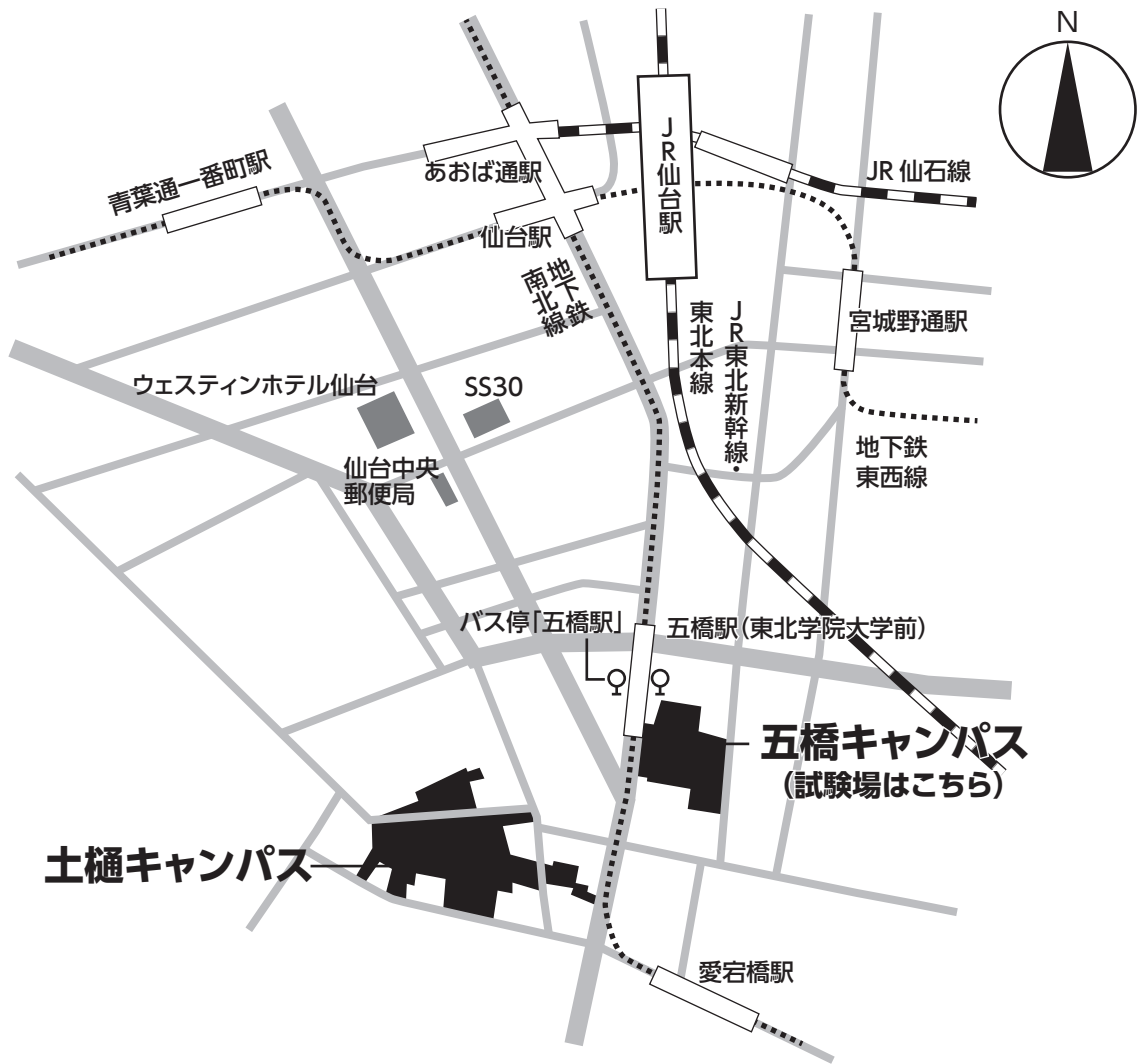 N
JR仙台駅
青葉通一番町駅
あおば通駅
JR 仙石線
仙台駅
地下鉄
南北線
東北本線
JR東北新幹線・
宮城野通駅
ウェスティンホテル仙台
SS30
仙台中央
郵便局
地下鉄
東西線
バス停「五橋駅」
五橋駅(東北学院大学前)
五橋キャンパス
(試験場はこちら)
土樋キャンパス
愛宕橋駅